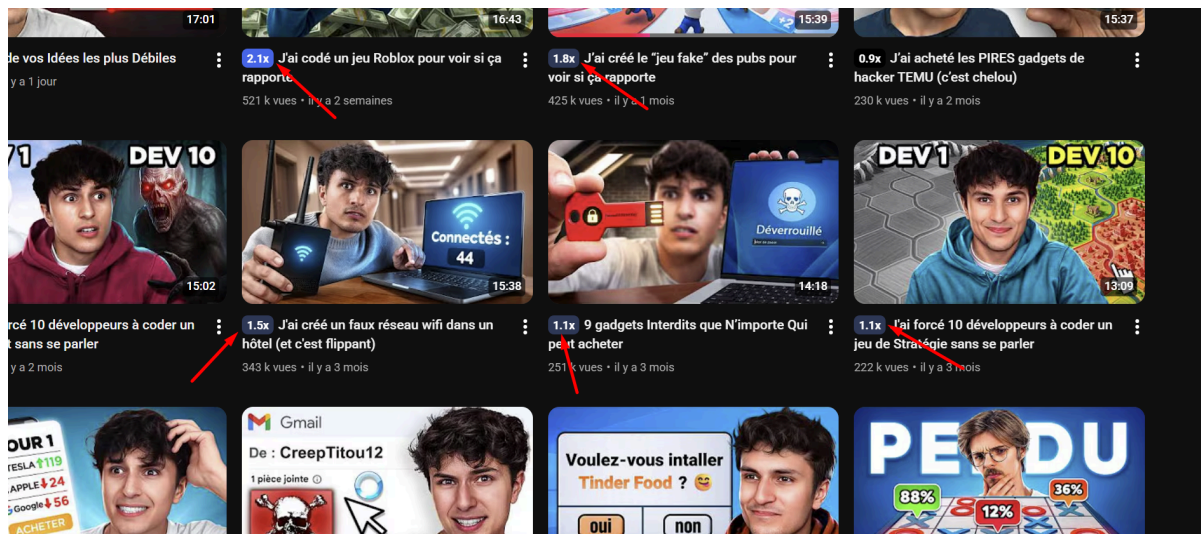 17:01
16:43
15:39
15:37
de vos Idées les plus Débiles
y a 1 jour
2.1x J'ai codé un jeu Roblox pour voir si ça
rapporte
521 k vues • il y a 2 semaines
1.8x J'ai créé le “jeu fake” des pubs pour
voir si ça rapporte
425 k vues • il y a 1 mois
0.9x J'ai acheté les PIRES gadgets de
hacker TEMU (c'est chelou)
230 k vues • il y a 2 mois
1
DEV 10
15:02
Connectés :
44
15:38
Déverrouillé
14:18
DEV 1
DEV 10
13:09
rcé 10 développeurs à coder un
t sans se parler
y a 2 mois
1.5x J'ai créé un faux réseau wifi dans un
hôtel (et c'est flippant)
343 k vues • il y a 3 mois
1.1x 9 gadgets Interdits que N'importe Qui
peut acheter
251 k vues • il y a 3 mois
1.1x J'ai forcé 10 développeurs à coder un
jeu de Stratégie sans se parler
222 k vues • il y a 3 mois
OUR 1
TESLA 119
APPLE 24
Google 56
ACHETER
Gmail
De : CreepTitou12
1 pièce jointe
Voulez-vous intaller
Tinder Food ?
oui
non
PE DU
88%
12%
36%